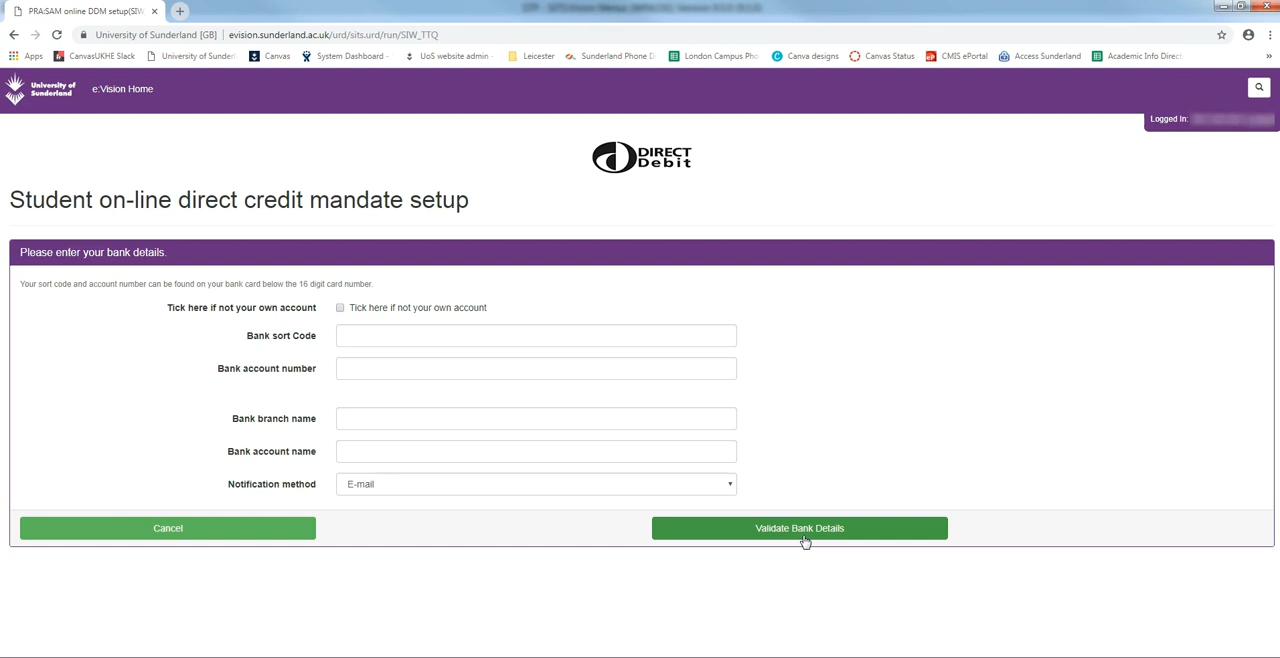 PRA:SAM online DDM setup(SIW
University of Sunderland [GB] evision.sunderland.ac.uk/urd/sits.urd/run/SIW_TTQ
Apps CanvasUKHE Slack University of Sunderl Canvas System Dashboard - UoS website admin - Leicester Sunderland Phone Di London Campus Pho Canva designs Canvas Status CMIS ePortal Access Sunderland Academic Info Direct »
University of
Sunderland
e:Vision Home
Logged In:
DIRECT
Debit
Student on-line direct credit mandate setup
Please enter your bank details.
Your sort code and account number can be found on your bank card below the 16 digit card number.
Tick here if not your own account Tick here if not your own account
Bank sort Code
Bank account number
Bank branch name
Bank account name
Notification method E-mail
Cancel Validate Bank Details